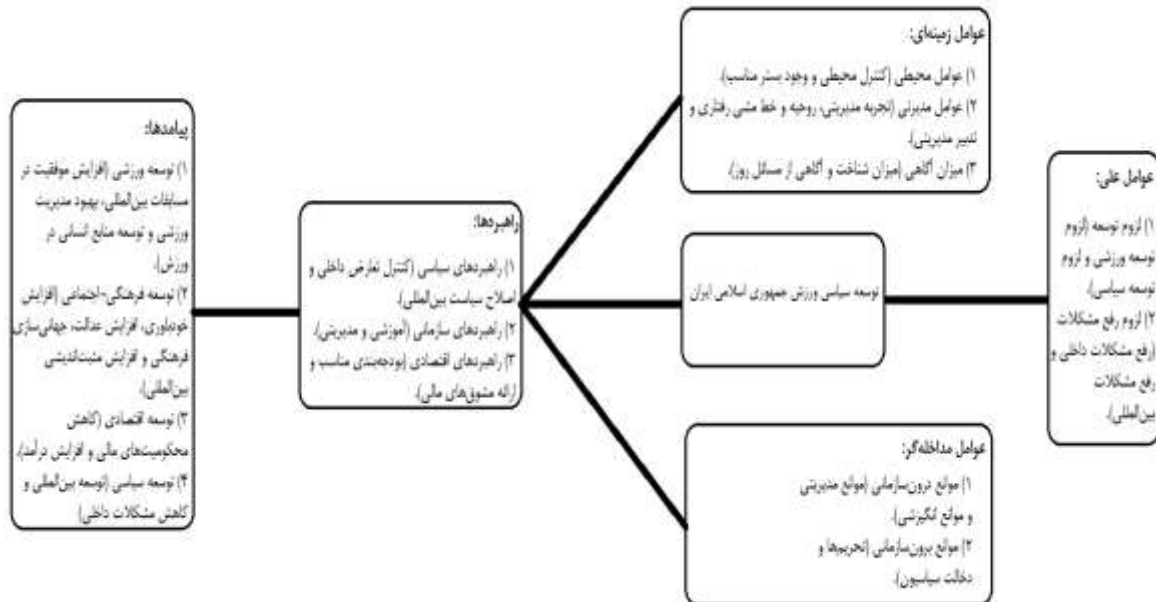 عوامل زمینه‌ای:
۱) عوامل محیطی (کنترل محیطی و وجود بستر مناسب).
۲) عوامل مدیرتی (تجربه مدیریتی، روحیه و خط مشی رفتاری و
تدبیر مدیریتی).
۳) میزان آگاهی (میزان شناخت و آگاهی از مسائل روز).
عوامل علی:
۱) لزوم توسعه (لزوم
توسعه ورزشی و لزوم
توسعه سیاسی).
۲) لزوم رفع مشکلات
(رفع مشکلات داخلی و
رفع مشکلات
بین‌المللی).
توسعه سیاسی ورزش جمهوری اسلامی ایران
عوامل مداخله‌گر:
۱) موانع درون‌سازمانی (موانع مدیریتی
و موانع انگیزشی).
۲) موانع برون‌سازمانی (تحریم‌ها و
دخالت سیاسیون).
راهبردها:
۱) راهبردهای سیاسی (کنترل تعارض داخلی و
اصلاح سیاست بین‌المللی).
۲) راهبردهای سازمانی (آموزشی و مدیریتی).
۳) راهبردهای اقتصادی (بودجه‌بندی مناسب و
ارائه مشوق‌های مالی).
پیامدها:
۱) توسعه ورزشی (افزایش موفقیت در
مسابقات بین‌المللی، بهبود مدیریت
ورزشی و توسعه منابع انسانی در
ورزش).
۲) توسعه فرهنگی-اجتماعی (افزایش
خودباوری، افزایش عدالت، جهانی‌سازی
فرهنگی و افزایش مثبت‌اندیشی
بین‌المللی).
۳) توسعه اقتصادی (کاهش
محکومیت‌های مالی و افزایش درآمد).
۴) توسعه سیاسی (توسعه بین‌المللی و
کاهش مشکلات داخلی)